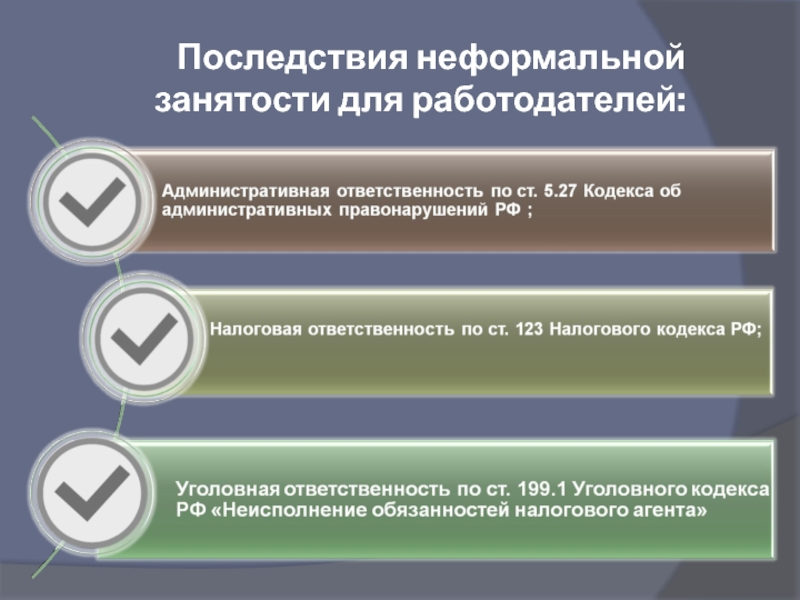 Последствия неформальной
занятости для работодателей:
Административная ответственность по ст. 5.27 Кодекса об
административных правонарушений РФ ;
Налоговая ответственность по ст. 123 Налогового кодекса РФ;
Уголовная ответственность по ст. 199.1 Уголовного кодекса
РФ «Неисполнение обязанностей налогового агента»